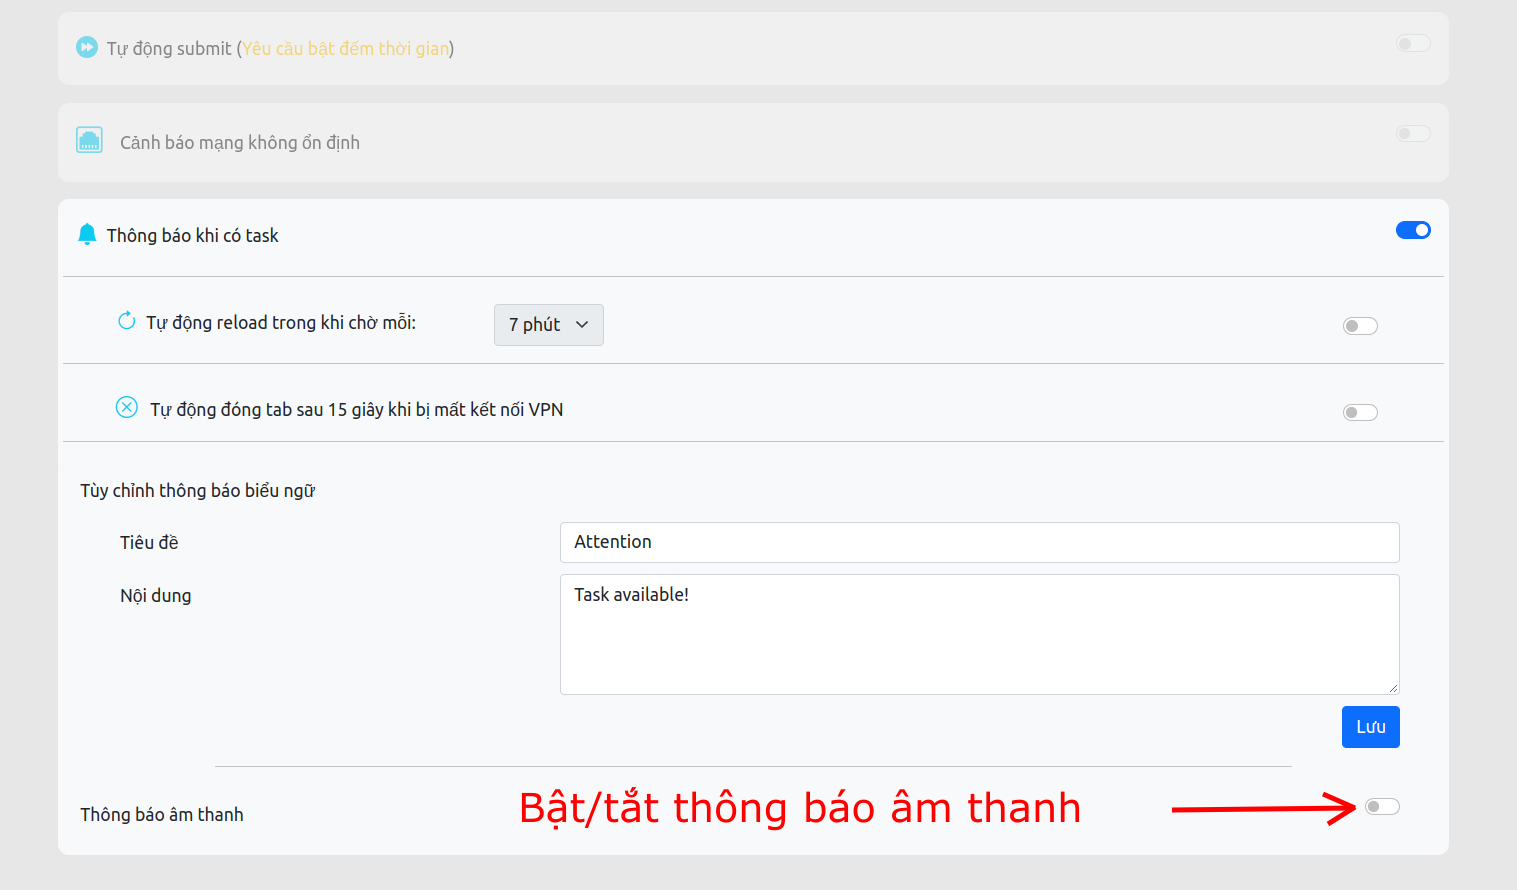 Tự động submit (Yêu cầu bật đếm thời gian)
Cảnh báo mạng không ổn định
Thông báo khi có task
Tự động reload trong khi chờ mỗi: 7 phút
Tự động đóng tab sau 15 giây khi bị mất kết nối VPN
Tùy chỉnh thông báo biểu ngữ
Tiêu đề Attention
Nội dung Task available!
Lưu
Thông báo âm thanh Bật/tắt thông báo âm thanh